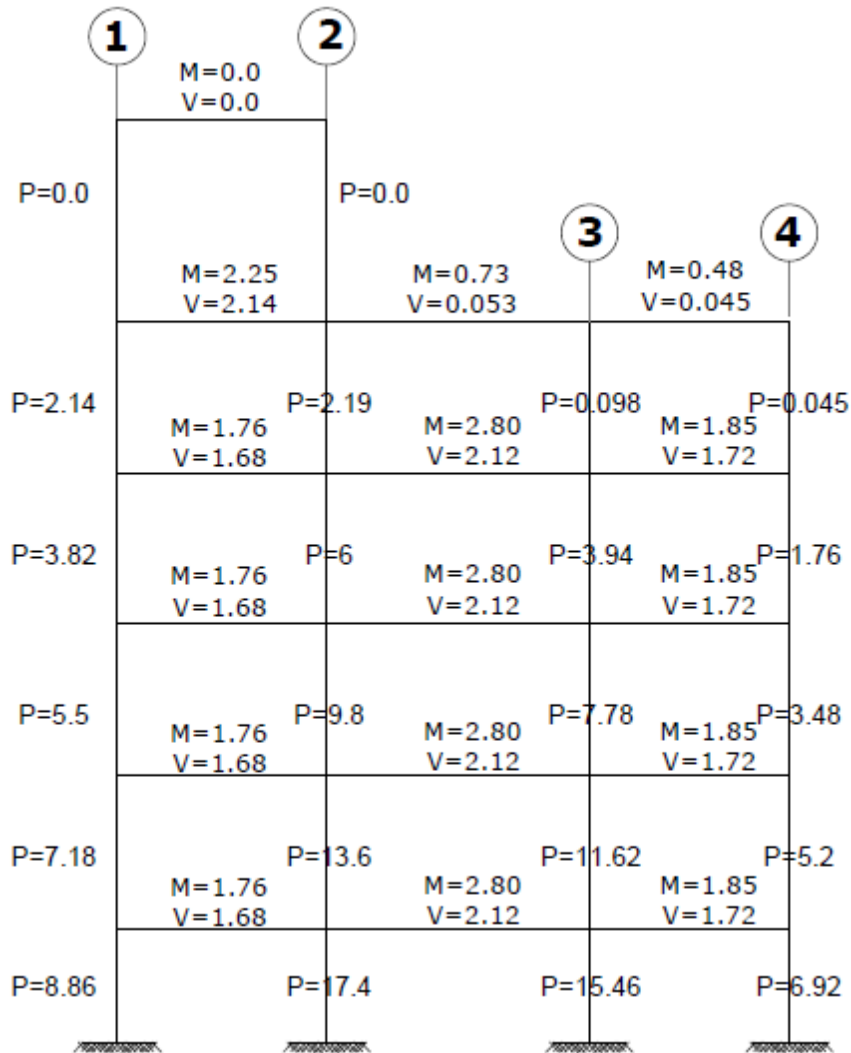 1 2
M=0.0
V=0.0
P=0.0 P=0.0
3 4
M=2.25 M=0.73 M=0.48
V=2.14 V=0.053 V=0.045
P=2.14 P=2.19 P=0.098 P=0.045
M=1.76 M=2.80 M=1.85
V=1.68 V=2.12 V=1.72
P=3.82 P=6 P=3.94 P=1.76
M=1.76 M=2.80 M=1.85
V=1.68 V=2.12 V=1.72
P=5.5 P=9.8 P=7.78 P=3.48
M=1.76 M=2.80 M=1.85
V=1.68 V=2.12 V=1.72
P=7.18 P=13.6 P=11.62 P=5.2
M=1.76 M=2.80 M=1.85
V=1.68 V=2.12 V=1.72
P=8.86 P=17.4 P=15.46 P=6.92